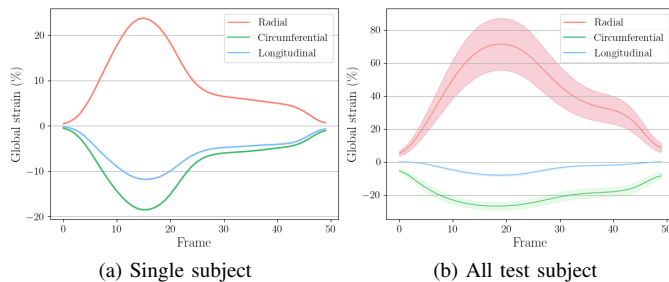 Global strain (%)
20
10
0
−10
−20
Radial
Circumferential
Longitudinal
0
10
20
30
40
50
Frame
(a) Single subject
Global strain (%)
80
60
40
20
0
−20
Radial
Circumferential
Longitudinal
0
10
20
30
40
50
Frame
(b) All test subject